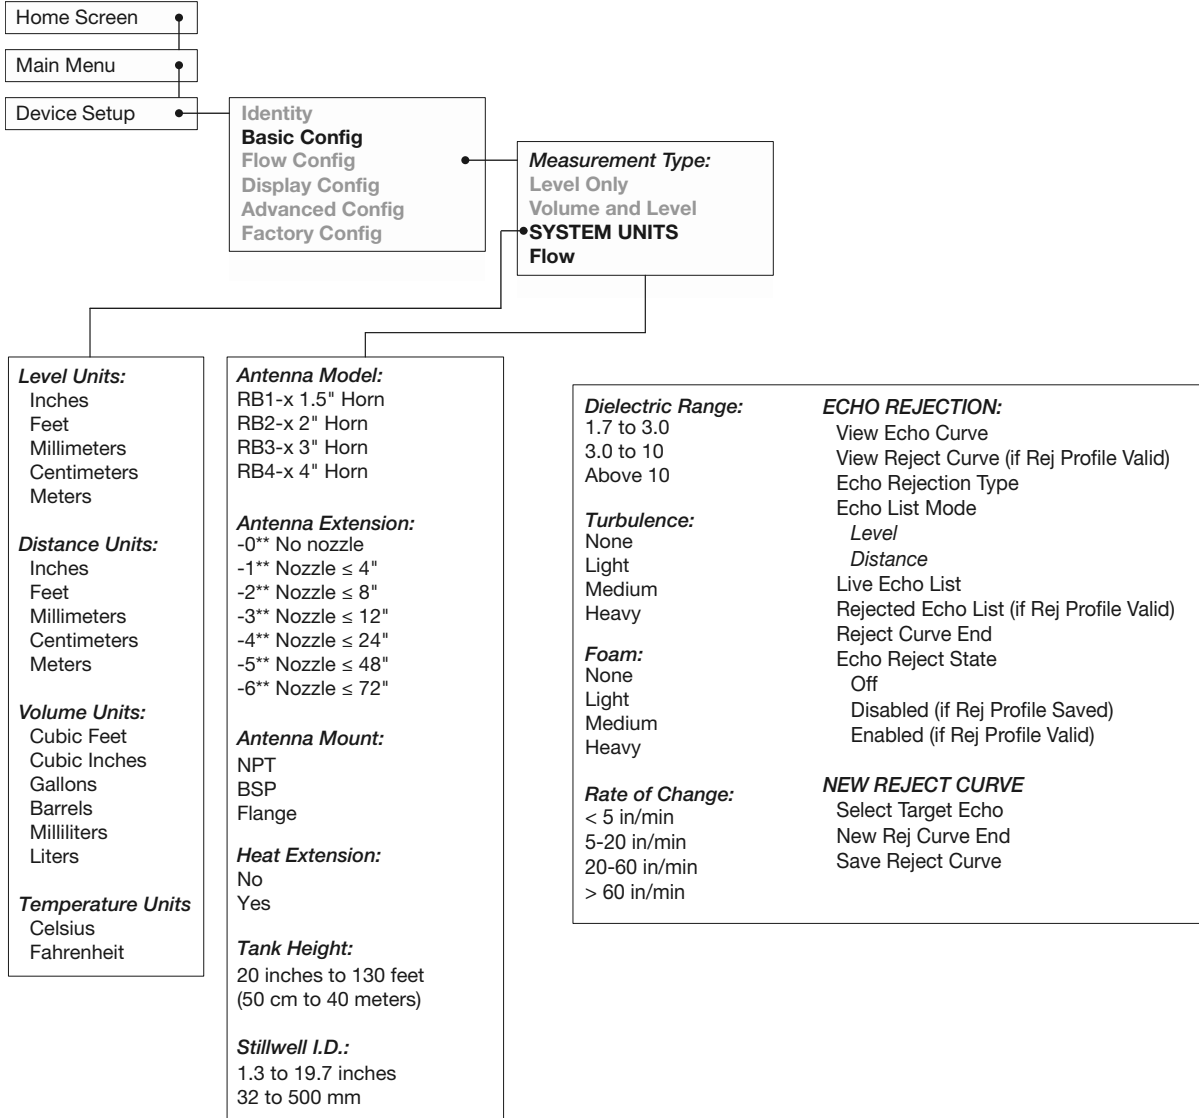 Home Screen
Main Menu
Device Setup
Identity
Basic Config
Flow Config
Display Config
Advanced Config
Factory Config
Measurement Type:
Level Only
Volume and Level
SYSTEM UNITS
Flow
Level Units:
Inches
Feet
Millimeters
Centimeters
Meters
Distance Units:
Inches
Feet
Millimeters
Centimeters
Meters
Volume Units:
Cubic Feet
Cubic Inches
Gallons
Barrels
Milliliters
Liters
Temperature Units
Celsius
Fahrenheit
Antenna Model:
RB1-x 1.5" Horn
RB2-x 2" Horn
RB3-x 3" Horn
RB4-x 4" Horn
Antenna Extension:
-0** No nozzle
-1** Nozzle ≤ 4"
-2** Nozzle ≤ 8"
-3** Nozzle ≤ 12"
-4** Nozzle ≤ 24"
-5** Nozzle ≤ 48"
-6** Nozzle ≤ 72"
Antenna Mount:
NPT
BSP
Flange
Heat Extension:
No
Yes
Tank Height:
20 inches to 130 feet
(50 cm to 40 meters)
Stillwell I.D.:
1.3 to 19.7 inches
32 to 500 mm
Dielectric Range:
1.7 to 3.0
3.0 to 10
Above 10
Turbulence:
None
Light
Medium
Heavy
Foam:
None
Light
Medium
Heavy
Rate of Change:
< 5 in/min
5-20 in/min
20-60 in/min
> 60 in/min
ECHO REJECTION:
View Echo Curve
View Reject Curve (if Rej Profile Valid)
Echo Rejection Type
Echo List Mode
Level
Distance
Live Echo List
Rejected Echo List (if Rej Profile Valid)
Reject Curve End
Echo Reject State
Off
Disabled (if Rej Profile Saved)
Enabled (if Rej Profile Valid)
NEW REJECT CURVE
Select Target Echo
New Rej Curve End
Save Reject Curve